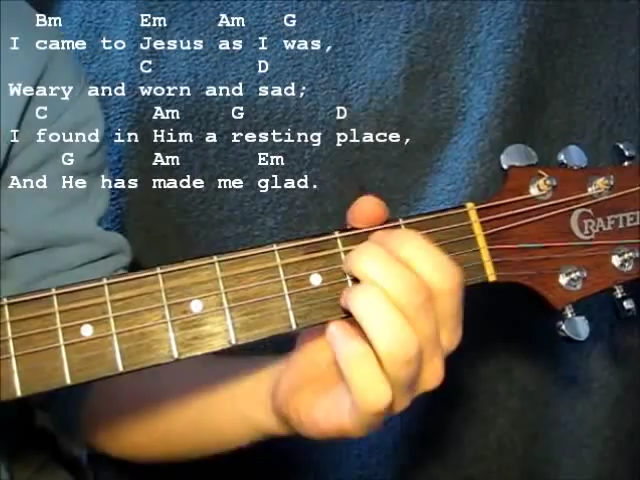 Bm Em Am G
I came to Jesus as I was,
C D
Weary and worn and sad;
C Am G D
I found in Him a resting place,
G Am Em
And He has made me glad.
CRAFTER